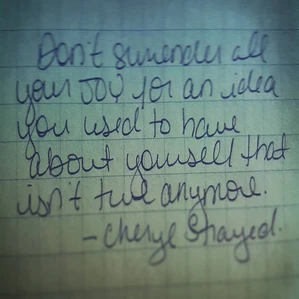 Don't surrender all
your JOY for an idea
you used to have
about yourself that
isn't true anymore.
- Cheryl Strayed.